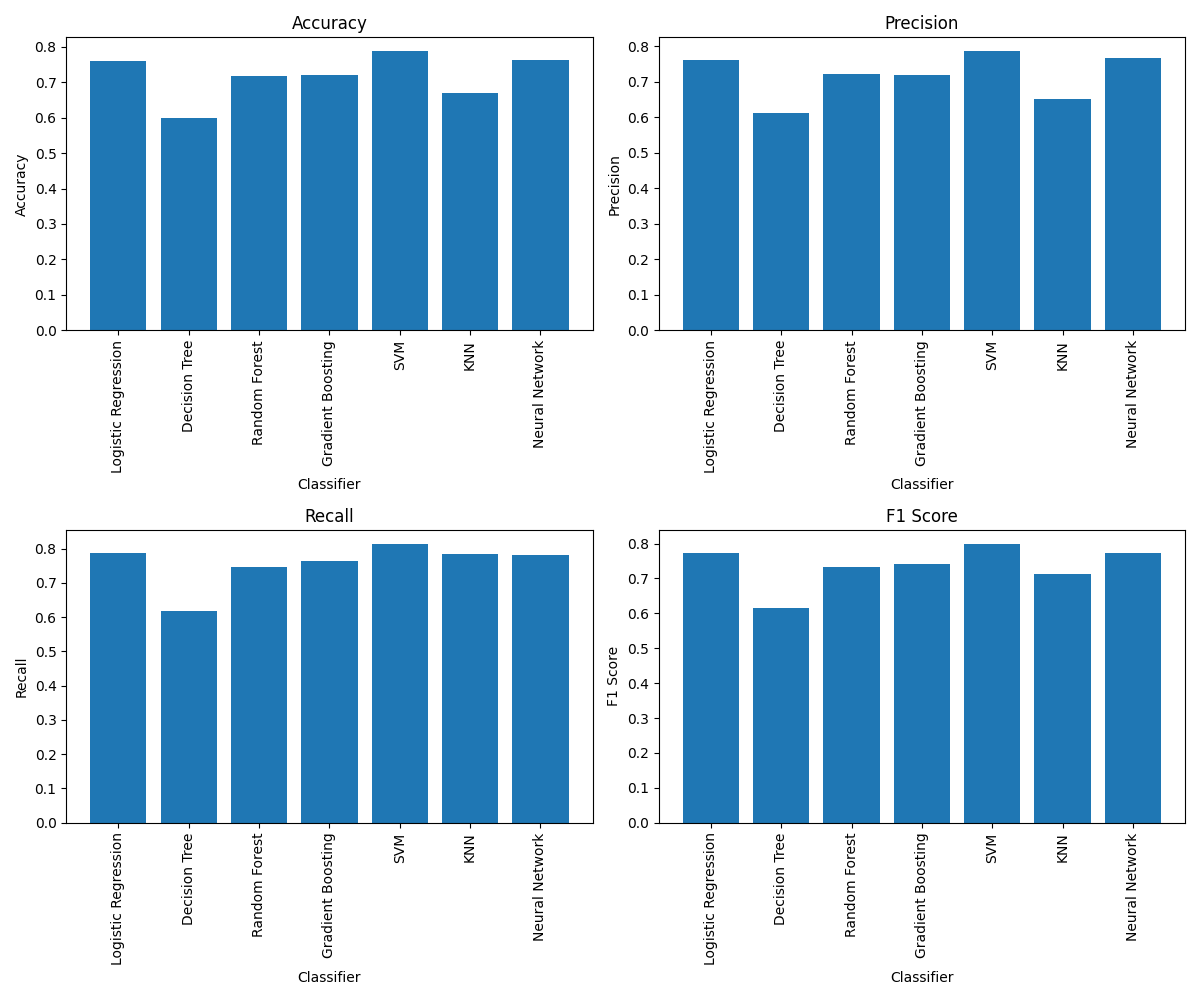 Accuracy
Accuracy
0.8
0.7
0.6
0.5
0.4
0.3
0.2
0.1
0.0
Logistic Regression
Decision Tree
Random Forest
Gradient Boosting
SVM
KNN
Neural Network
Classifier
Precision
Precision
0.8
0.7
0.6
0.5
0.4
0.3
0.2
0.1
0.0
Logistic Regression
Decision Tree
Random Forest
Gradient Boosting
SVM
KNN
Neural Network
Classifier
Recall
Recall
0.8
0.7
0.6
0.5
0.4
0.3
0.2
0.1
0.0
Logistic Regression
Decision Tree
Random Forest
Gradient Boosting
SVM
KNN
Neural Network
Classifier
F1 Score
F1 Score
0.8
0.7
0.6
0.5
0.4
0.3
0.2
0.1
0.0
Logistic Regression
Decision Tree
Random Forest
Gradient Boosting
SVM
KNN
Neural Network
Classifier